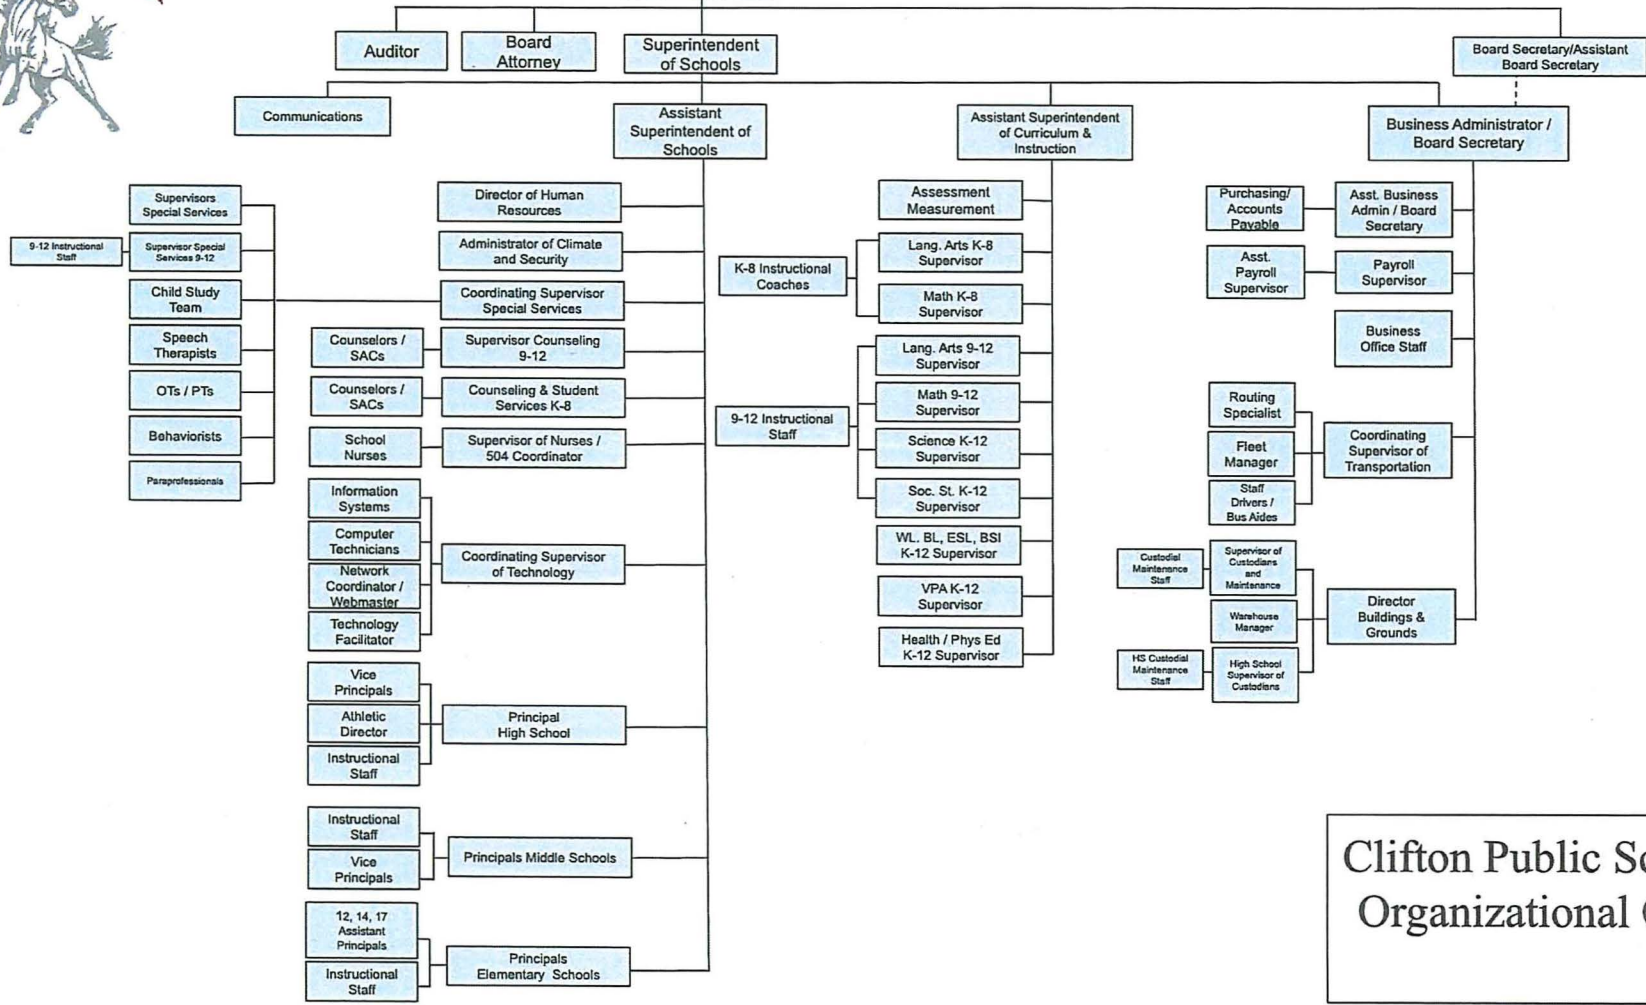 Auditor
Board
Attorney
Superintendent
of Schools
Board Secretary/Assistant
Board Secretary
Communications
Assistant
Superintendent of
Schools
Assistant Superintendent
of Curriculum &
Instruction
Business Administrator /
Board Secretary
Supervisors
Special Services
9-12 Instructional
Staff
Supervisor Special
Services 9-12
Child Study
Team
Speech
Therapists
OTs / PTs
Behaviorists
Paraprofessionals
Director of Human
Resources
Administrator of Climate
and Security
Coordinating Supervisor
Special Services
Counselors /
SACs
Supervisor Counseling
9-12
Counselors /
SACs
Counseling & Student
Services K-8
School
Nurses
Supervisor of Nurses /
504 Coordinator
Information
Systems
Computer
Technicians
Network
Coordinator /
Webmaster
Technology
Facilitator
Coordinating Supervisor
of Technology
Vice
Principals
Athletic
Director
Instructional
Staff
Principal
High School
Instructional
Staff
Vice
Principals
Principals Middle Schools
12, 14, 17
Assistant
Principals
Instructional
Staff
Principals
Elementary Schools
Assessment
Measurement
K-8 Instructional
Coaches
Lang. Arts K-8
Supervisor
Math K-8
Supervisor
9-12 Instructional
Staff
Lang. Arts 9-12
Supervisor
Math 9-12
Supervisor
Science K-12
Supervisor
Soc. St. K-12
Supervisor
WL. BL, ESL, BSI
K-12 Supervisor
VPA K-12
Supervisor
Health / Phys Ed
K-12 Supervisor
Purchasing/
Accounts
Payable
Asst. Business
Admin / Board
Secretary
Asst.
Payroll
Supervisor
Payroll
Supervisor
Business
Office Staff
Routing
Specialist
Fleet
Manager
Staff
Drivers /
Bus Aides
Coordinating
Supervisor of
Transportation
Custodial
Maintenance
Staff
Supervisor of
Custodians
and
Maintenance
Warehouse
Manager
HS Custodial
Maintenance
Staff
High School
Supervisor of
Custodians
Director
Buildings &
Grounds
Clifton Public
Organizational